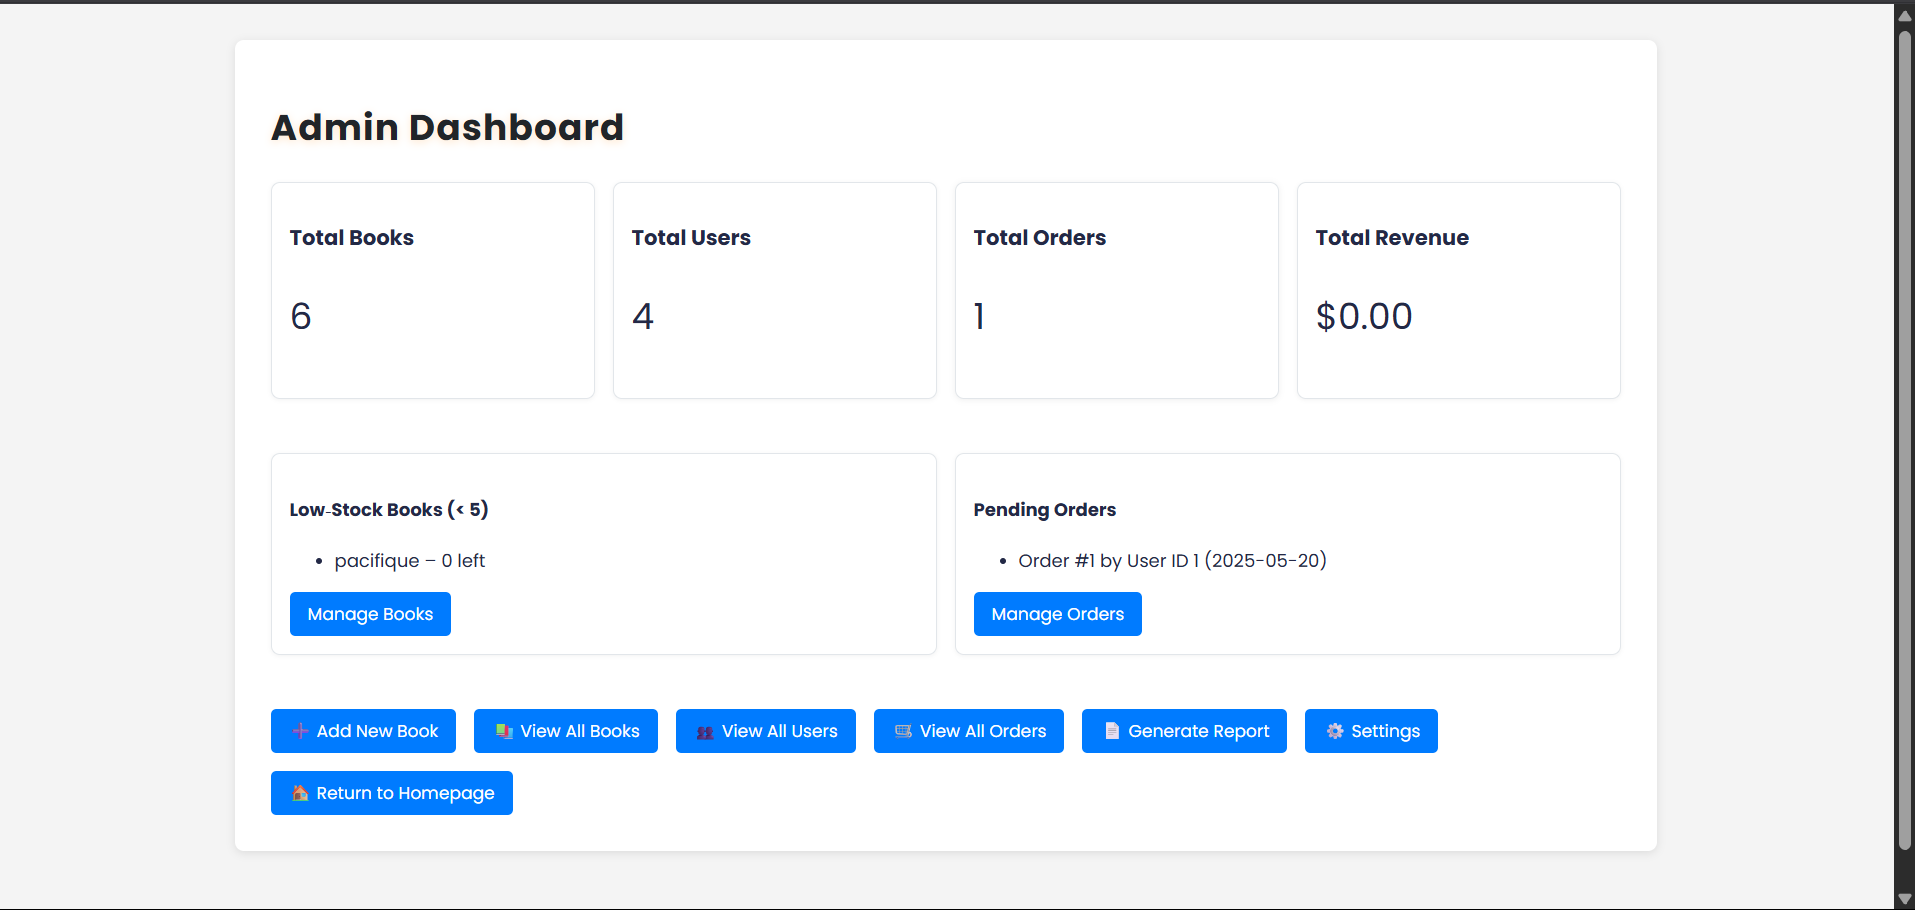 Admin Dashboard
Total Books
6
Total Users
4
Total Orders
1
Total Revenue
$0.00
Low-Stock Books (< 5)
• pacifique – 0 left
Manage Books
Pending Orders
• Order #1 by User ID 1 (2025-05-20)
Manage Orders
Add New Book
View All Books
View All Users
View All Orders
Generate Report
Settings
Return to Homepage